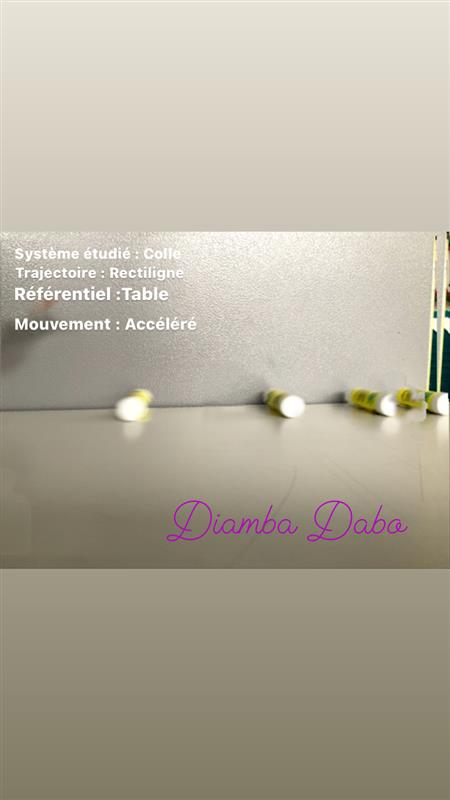 Système étudié : Colle
Trajectoire : Rectiligne
Référentiel :Table
Mouvement : Accéléré
Diamba Dabo